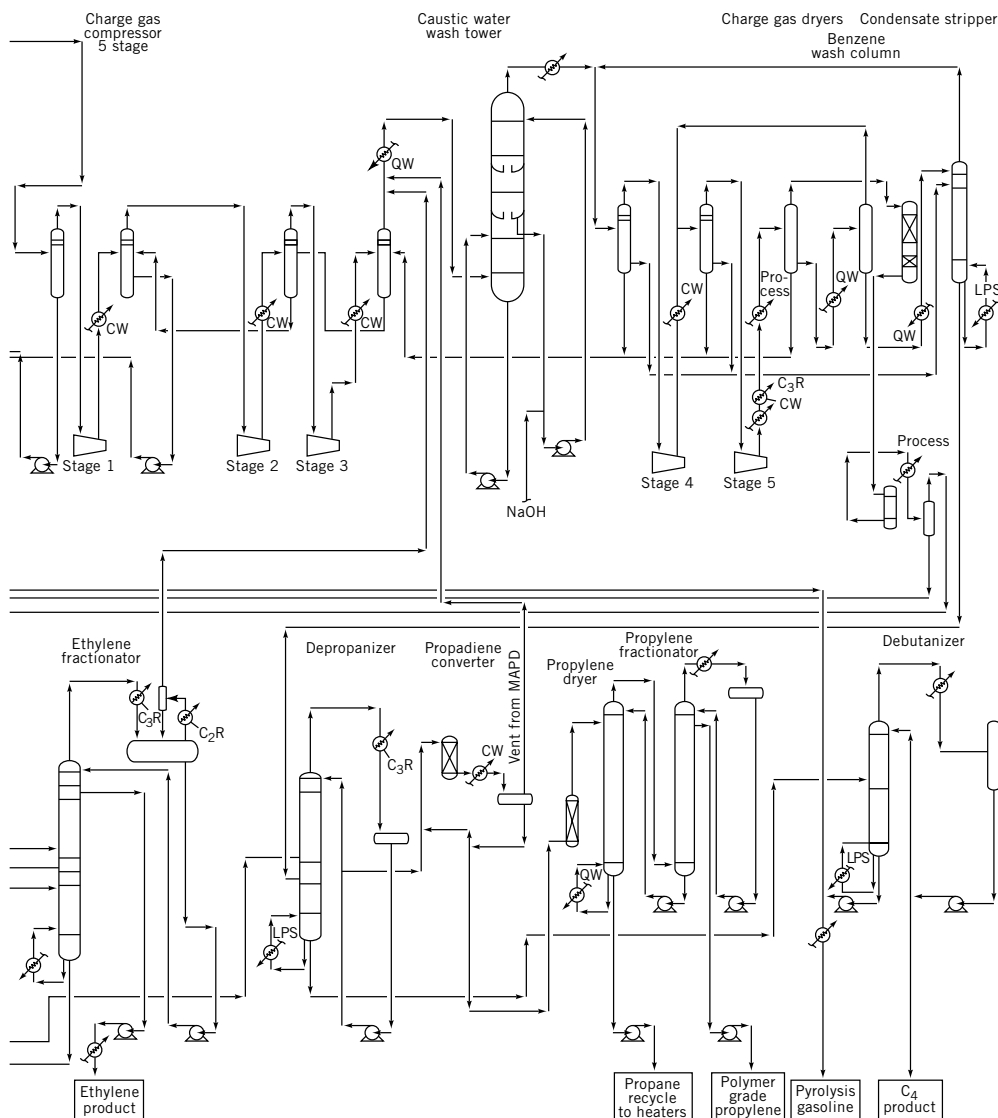 Charge gas
compressor
5 stage
Caustic water
wash tower
Charge gas dryers
Condensate stripper
Benzene
wash column
QW
CW
CW
CW
CW
Process
QW
QW
LPS
C3R
CW
Stage 1
Stage 2
Stage 3
Stage 4
Stage 5
Process
NaOH
Ethylene
fractionator
Depropanizer
Propadiene
converter
Vent from MAPD
Propylene
dryer
Propylene
fractionator
Debutanizer
C3R
C2R
C3R
CW
QW
LPS
LPS
Ethylene
product
Propane
recycle
to heaters
Polymer
grade
propylene
Pyrolysis
gasoline
C4
product